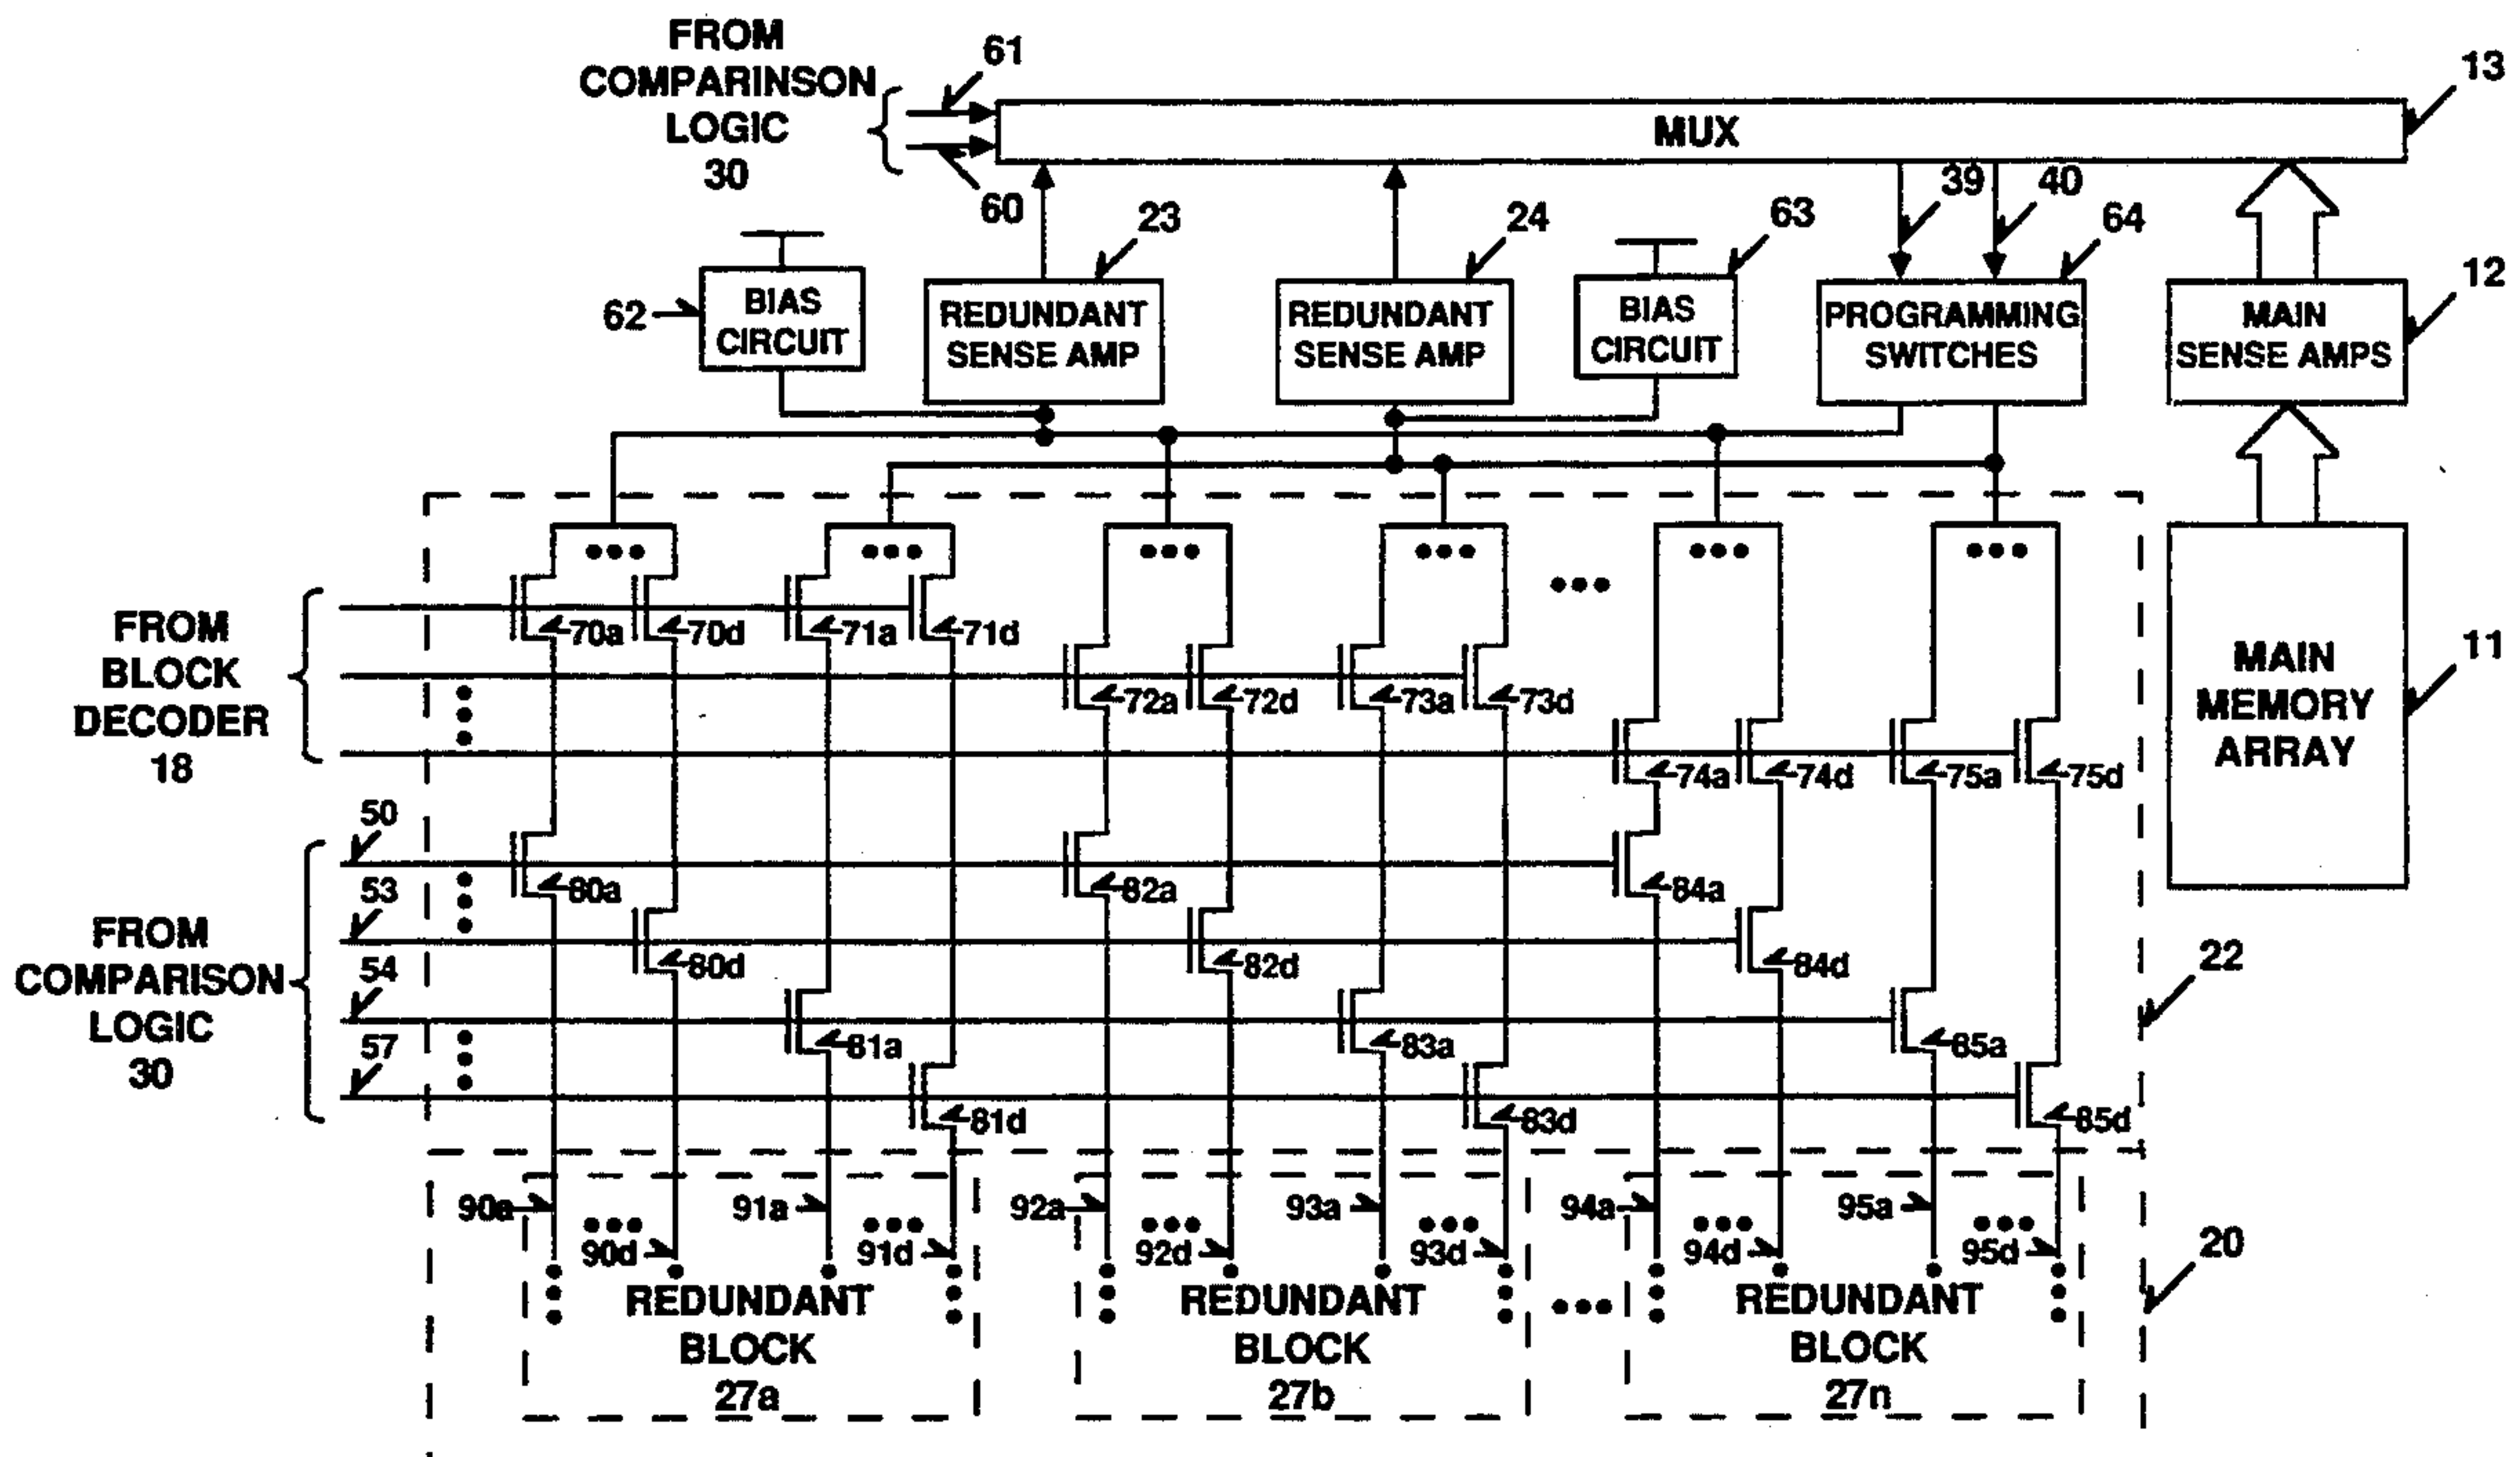 FROM
COMPARINSON
LOGIC
30
61
60
MUX
13
39
40
62
BIAS
CIRCUIT
23
REDUNDANT
SENSE AMP
24
REDUNDANT
SENSE AMP
63
BIAS
CIRCUIT
64
PROGRAMMING
SWITCHES
12
MAIN
SENSE AMPS
11
MAIN
MEMORY
ARRAY
FROM
BLOCK
DECODER
18
70a 70d 71a 71d
72a 72d 73a 73d
74a 74d 75a 75d
FROM
COMPARISON
LOGIC
30
50
53
54
57
80a 82a 84a
80d 82d 84d
81a 83a 85a
81d 83d 85d
22
20
90a 91a 92a 93a 94a 95a
90d 91d 92d 93d 94d 95d
REDUNDANT
BLOCK
27a
REDUNDANT
BLOCK
27b
REDUNDANT
BLOCK
27n